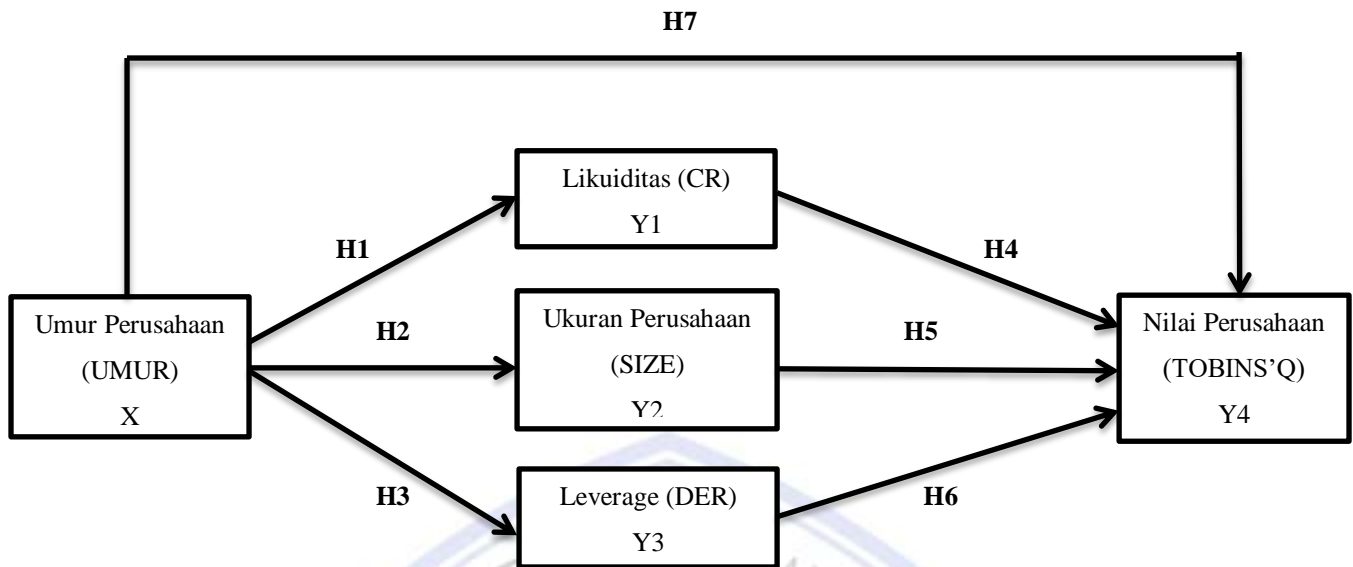 H7
Likuiditas (CR)
Y1
H1
H4
Umur Perusahaan
(UMUR)
X
H2
Ukuran Perusahaan
(SIZE)
Y2
H5
Nilai Perusahaan
(TOBINS’Q)
Y4
H3
Leverage (DER)
Y3
H6